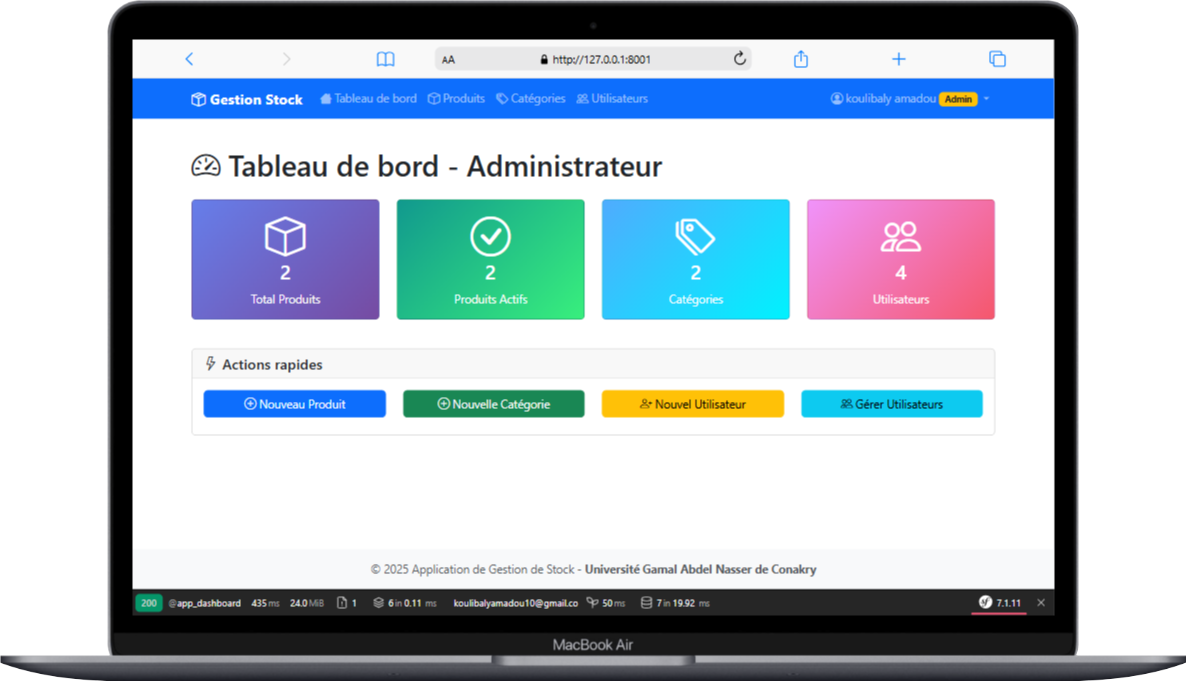 AA http://127.0.0.1:8001
Gestion Stock Tableau de bord Produits Catégories Utilisateurs koulibaly amadou Admin
Tableau de bord - Administrateur
2 2 2 4
Total Produits Produits Actifs Catégories Utilisateurs
Actions rapides
Nouveau Produit Nouvelle Catégorie Nouvel Utilisateur Gérer Utilisateurs
© 2025 Application de Gestion de Stock - Université Gamal Abdel Nasser de Conakry
200 @app_dashboard 435 ms 24.0 MiB 1 6 in 0.11 ms koulibalyamadou10@gmail.co 50 ms 7 in 19.92 ms 7.1.11
MacBook Air